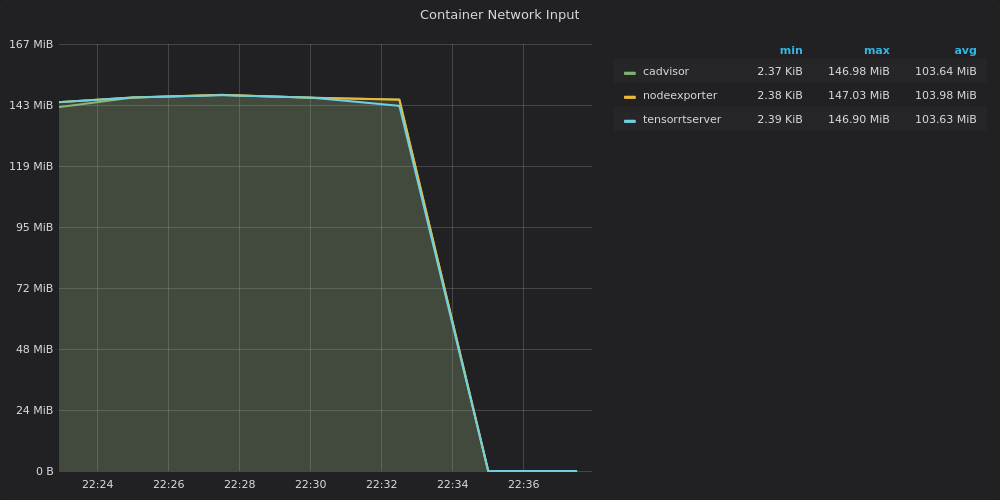 Container Network Input
167 MiB
143 MiB
119 MiB
95 MiB
72 MiB
48 MiB
24 MiB
0 B
22:24 22:26 22:28 22:30 22:32 22:34 22:36
min max avg
cadvisor 2.37 KiB 146.98 MiB 103.64 MiB
nodeexporter 2.38 KiB 147.03 MiB 103.98 MiB
tensorrtserver 2.39 KiB 146.90 MiB 103.63 MiB